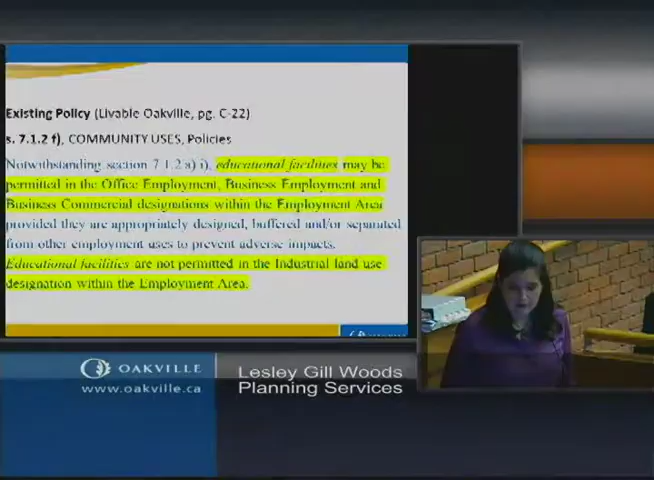 Existing Policy (Livable Oakville, pg. C-22)
s. 7.1.2 f), COMMUNITY USES, Policies
Notwithstanding section 7.1.2 a) i), educational facilities may be
permitted in the Office Employment, Business Employment and
Business Commercial designations within the Employment Area
provided they are appropriately designed, buffered and/or separated
from other employment uses to prevent adverse impacts.
Educational facilities are not permitted in the Industrial land use
designation within the Employment Area.
OAKVILLE
www.oakville.ca
Lesley Gill Woods
Planning Services